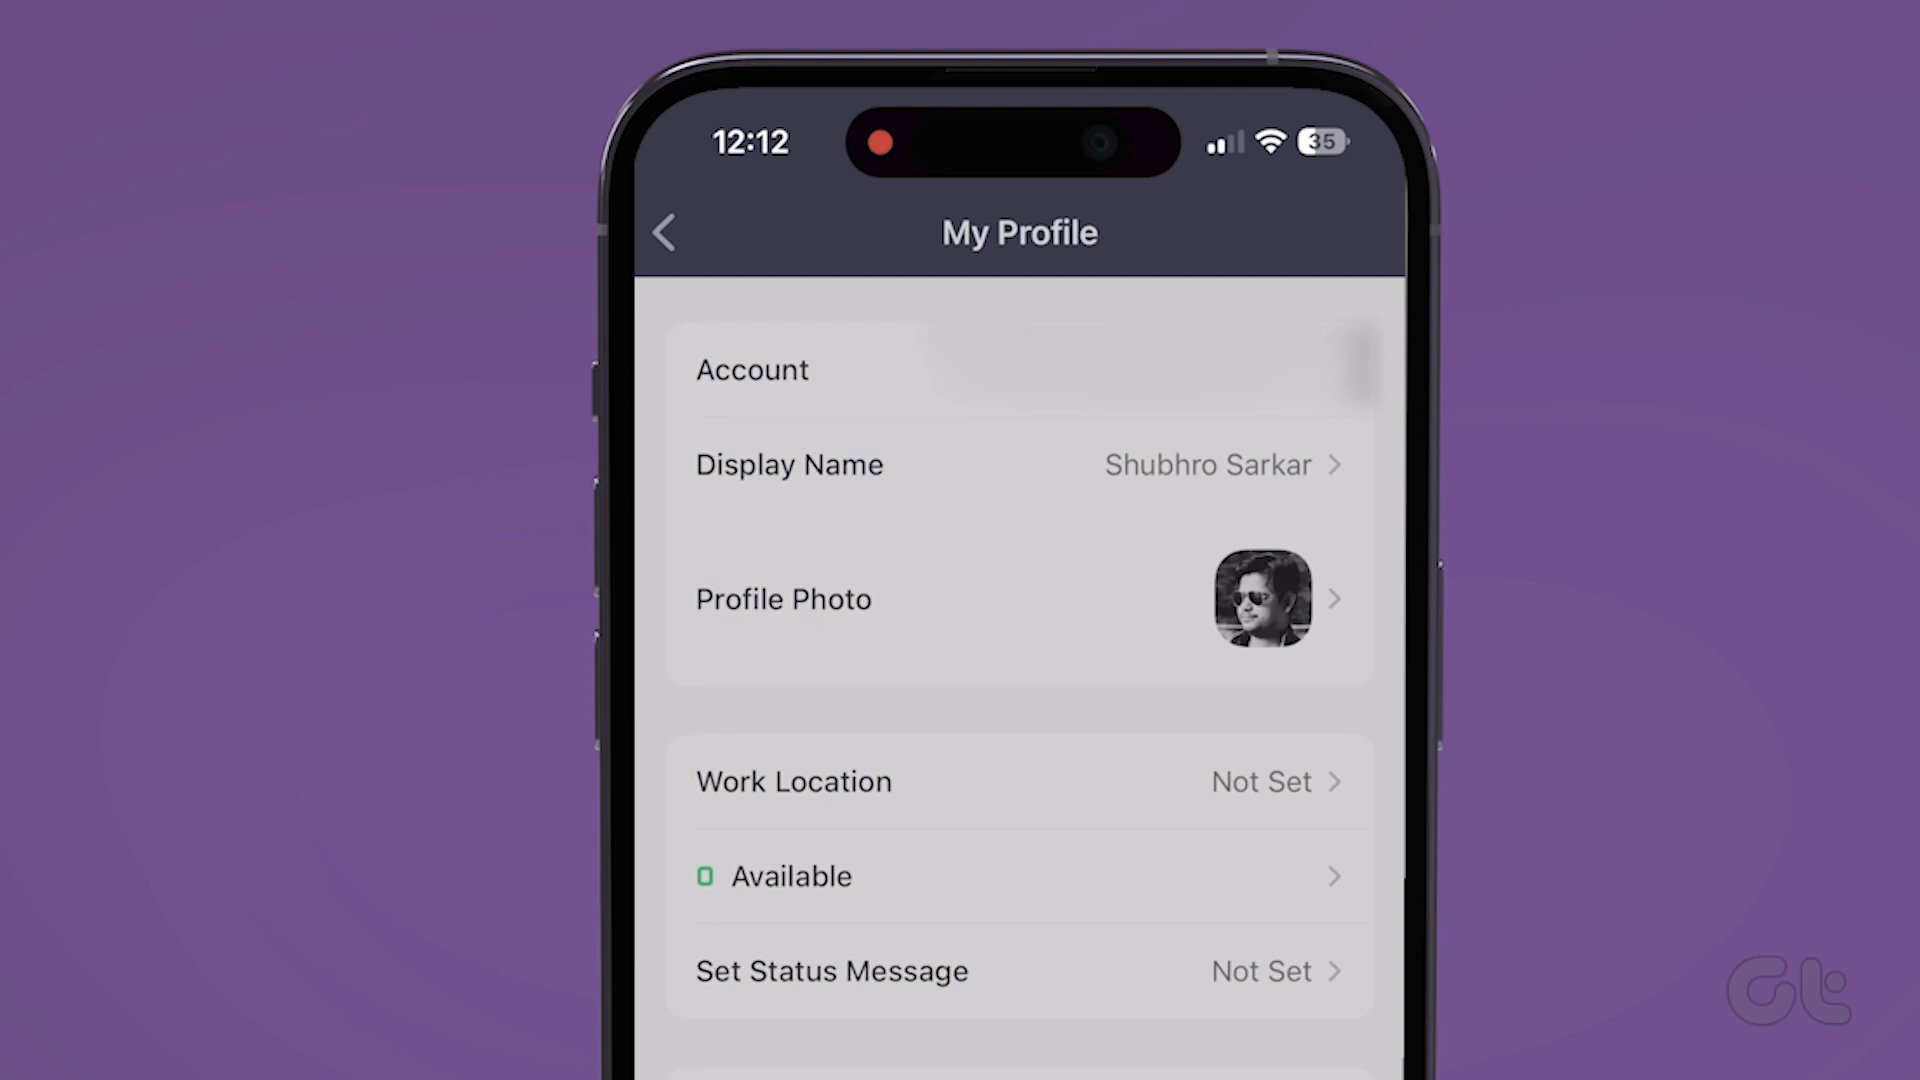 12:12
35
My Profile
Account
Display Name
Shubhro Sarkar
Profile Photo
Work Location
Not Set
Available
Set Status Message
Not Set
Gt